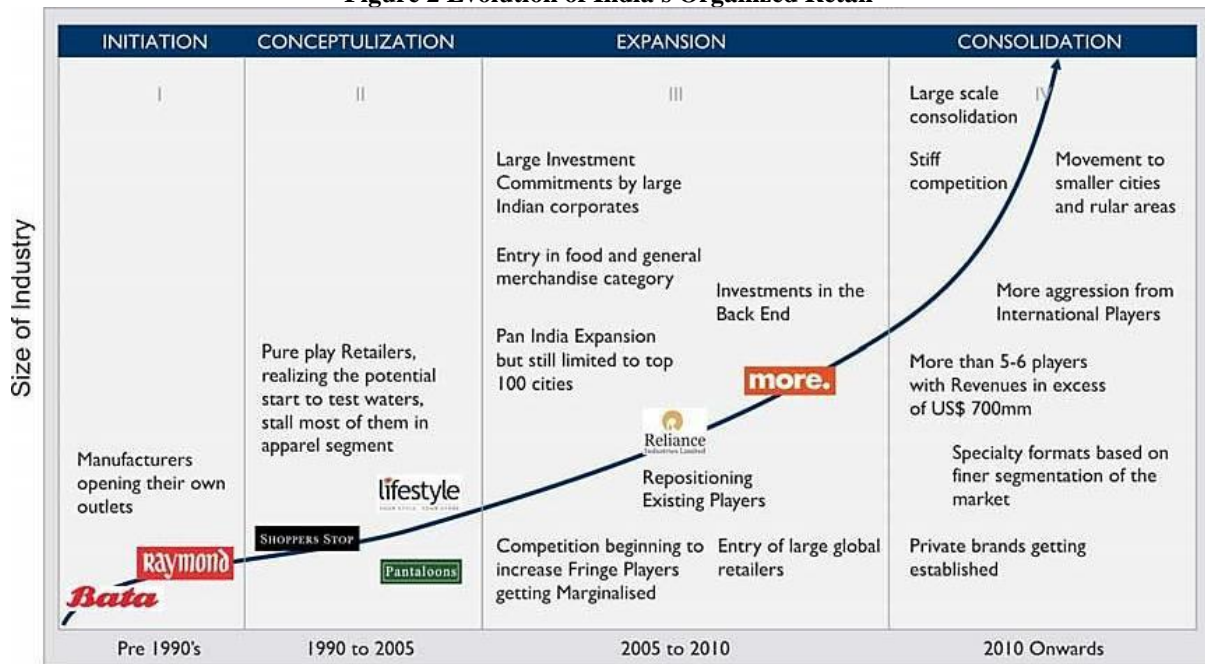 Figure 2 Evolution of India's Organized Retail
INITIATION
CONCEPTULIZATION
EXPANSION
CONSOLIDATION
I
II
III
IV
Size of Industry
Manufacturers
opening their own
outlets
Bata
Raymond
Pure play Retailers,
realizing the potential
start to test waters,
stall most of them in
apparel segment
lifestyle
YOUR STYLE. YOUR STORE.
SHOPPERS STOP
Pantaloons
Large Investment
Commitments by large
Indian corporates
Entry in food and general
merchandise category
Investments in the
Back End
Pan India Expansion
but still limited to top
100 cities
more.
Reliance
Industries Limited
Repositioning
Existing Players
Competition beginning to
increase Fringe Players
getting Marginalised
Entry of large global
retailers
Large scale
consolidation
Stiff
competition
Movement to
smaller cities
and rular areas
More aggression from
International Players
More than 5-6 players
with Revenues in excess
of US$ 700mm
Specialty formats based on
finer segmentation of the
market
Private brands getting
established
Pre 1990's
1990 to 2005
2005 to 2010
2010 Onwards